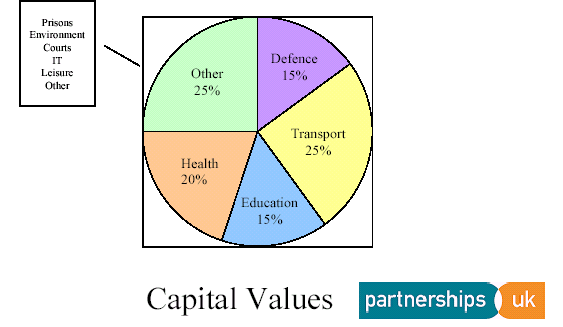 Prisons
Environment
Courts
IT
Leisure
Other
Other
25%
Defence
15%
Transport
25%
Health
20%
Education
15%
Capital Values
partnerships uk